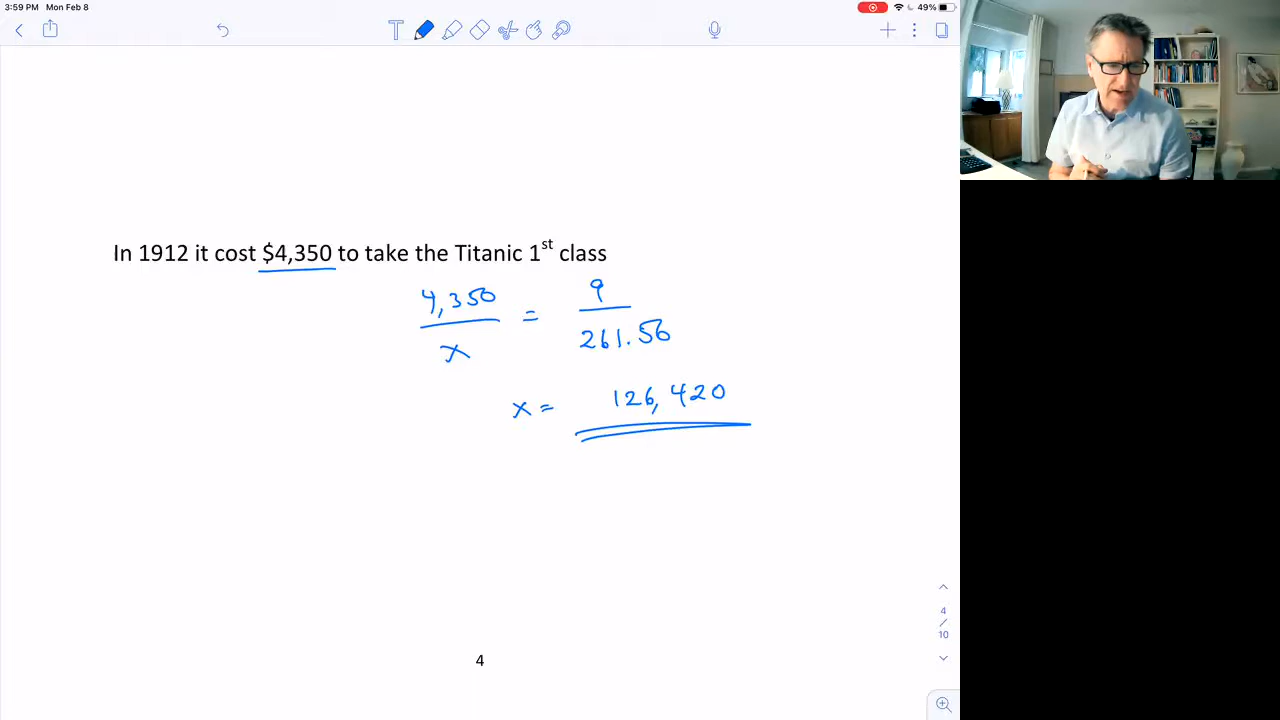 3:59 PM Mon Feb 8
49%
T
In 1912 it cost $4,350 to take the Titanic 1st class
4,350 / x = 9 / 261.56
x = 126,420
4
/
10
4